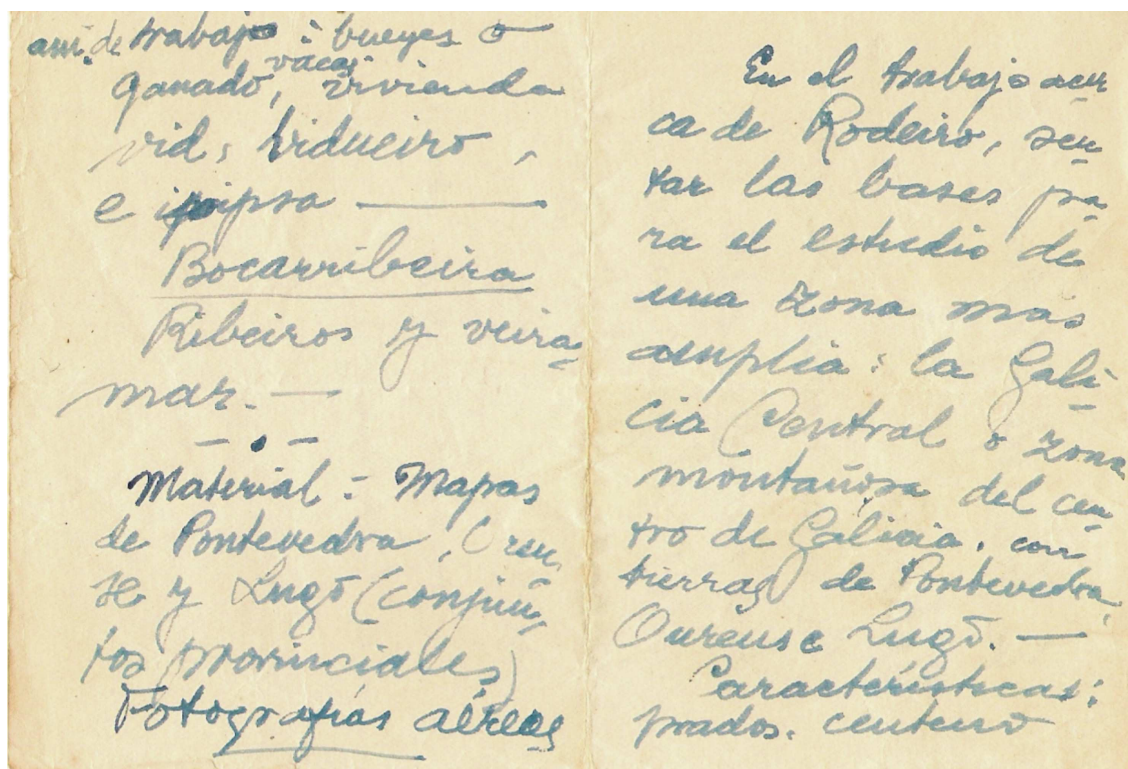 ani. de trabajo : bueyes o
vacas
ganado, vivienda
vid, bidueiro,
e
Bocarribeira
Ribeiros y veira-
mar. —
— . —
Material : Mapas
de Pontevedra, Oren-
se y Lugo (conjun-
tos provinciales)
Fotografías aéreas
En el trabajo acer
ca de Rodeiro, sen-
tar las bases pa-
ra el estudio de
una zona mas
amplia : la Gali-
cia Central o zona
montañosa del cen-
tro de Galicia, con
tierras de Pontevedra,
Ourense Lugo. —
Características:
prados. centeno